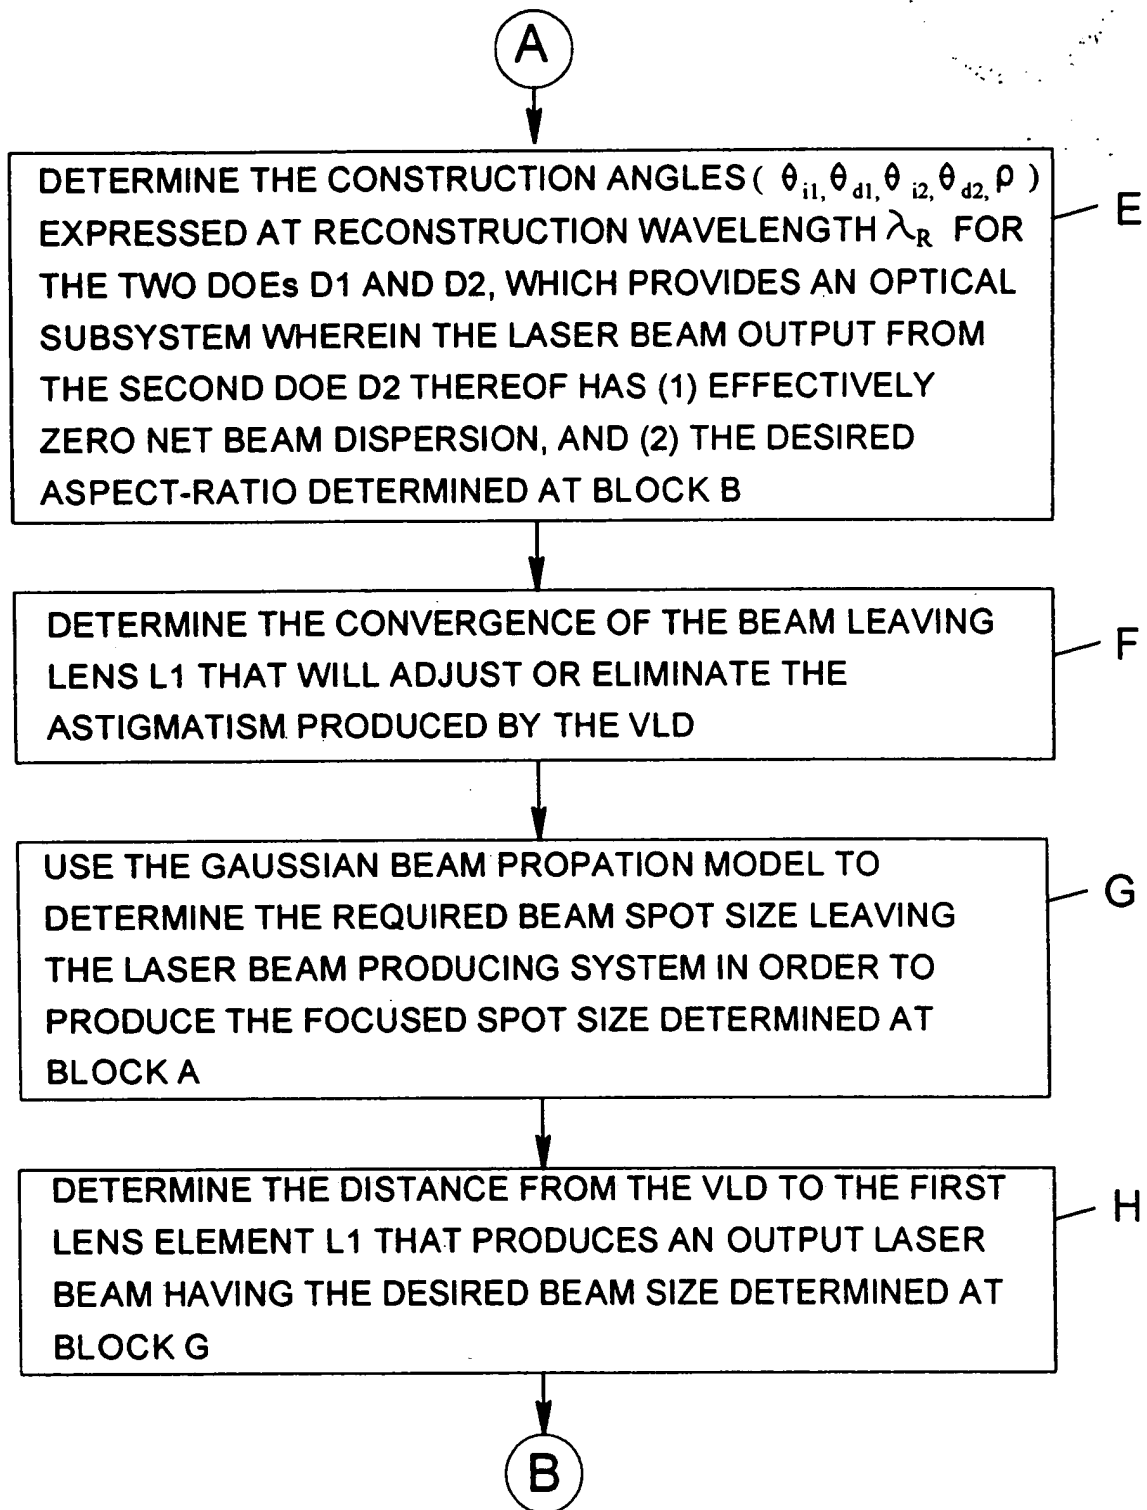 A
DETERMINE THE CONSTRUCTION ANGLES ( θi1, θd1, θi2, θd2, ρ )
EXPRESSED AT RECONSTRUCTION WAVELENGTH λR FOR
THE TWO DOEs D1 AND D2, WHICH PROVIDES AN OPTICAL
SUBSYSTEM WHEREIN THE LASER BEAM OUTPUT FROM
THE SECOND DOE D2 THEREOF HAS (1) EFFECTIVELY
ZERO NET BEAM DISPERSION, AND (2) THE DESIRED
ASPECT-RATIO DETERMINED AT BLOCK B
E
DETERMINE THE CONVERGENCE OF THE BEAM LEAVING
LENS L1 THAT WILL ADJUST OR ELIMINATE THE
ASTIGMATISM PRODUCED BY THE VLD
F
USE THE GAUSSIAN BEAM PROPATION MODEL TO
DETERMINE THE REQUIRED BEAM SPOT SIZE LEAVING
THE LASER BEAM PRODUCING SYSTEM IN ORDER TO
PRODUCE THE FOCUSED SPOT SIZE DETERMINED AT
BLOCK A
G
DETERMINE THE DISTANCE FROM THE VLD TO THE FIRST
LENS ELEMENT L1 THAT PRODUCES AN OUTPUT LASER
BEAM HAVING THE DESIRED BEAM SIZE DETERMINED AT
BLOCK G
H
B